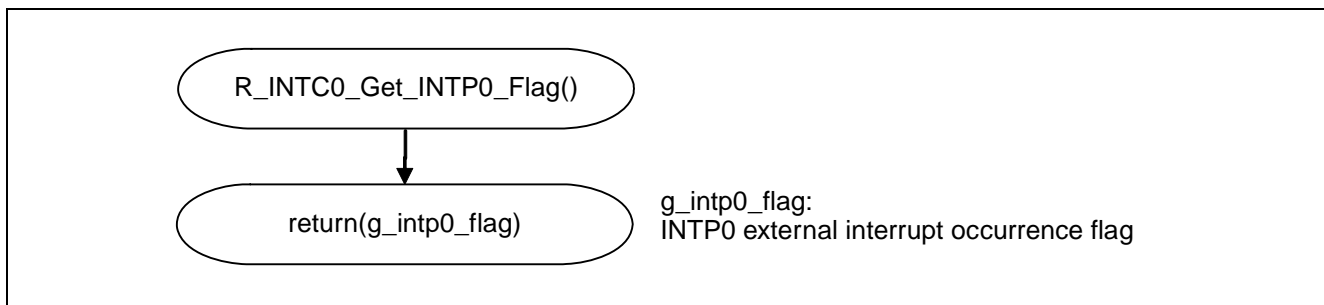 R_INTC0_Get_INTP0_Flag()
return(g_intp0_flag)
g_intp0_flag:
INTP0 external interrupt occurrence flag